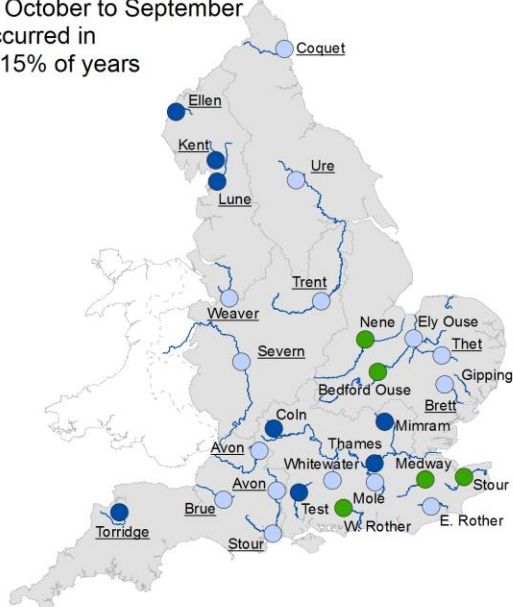 October to September
ccurred in
15% of years
Coquet
Ellen
Kent
Ure
Lune
Trent
Weaver
Nene
Ely Ouse
Thet
Severn
Gipping
Bedford Ouse
Brett
Coln
Mimram
Avon
Thames
Whitewater
Medway
Avon
Stour
Mole
Brue
Test
W. Rother
E. Rother
Torridge
Stour